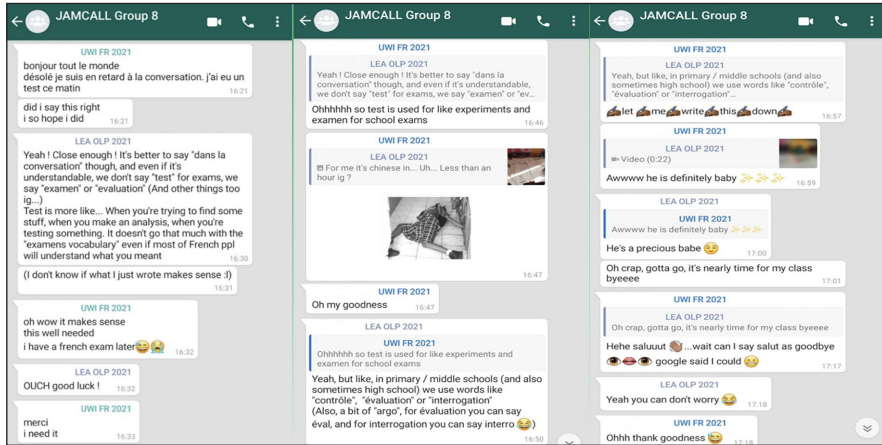 JAMCALL Group 8
UWI FR 2021
bonjour tout le monde
désolé je suis en retard à la conversation. j'ai eu un
test ce matin
16:21
did i say this right
i so hope i did
16:21
LEA OLP 2021
Yeah ! Close enough ! It's better to say "dans la
conversation" though, and even if it's
understandable, we don't say "test" for exams, we
say "examen" or "evaluation" (And other things too
ig...)
Test is more like... When you're trying to find some
stuff, when you make an analysis, when you're
testing something. It doesn't go that much with the
"examens vocabulary" even if most of French ppl
will understand what you meant
16:30
(I don't know if what I just wrote makes sense :l)
16:31
UWI FR 2021
oh wow it makes sense
this well needed
i have a french exam later😂😭
16:32
LEA OLP 2021
OUCH good luck !
16:32
UWI FR 2021
merci
i need it
16:33
JAMCALL Group 8
UWI FR 2021
LEA OLP 2021
Yeah ! Close enough ! It's better to say "dans la
conversation" though, and even if it's understandable,
we don't say "test" for exams, we say "examen" or "ev...
Ohhhhhh so test is used for like experiments and
examen for school exams
16:46
UWI FR 2021
LEA OLP 2021
For me it's chinese in... Uh... Less than an
hour ig ?
16:47
UWI FR 2021
Oh my goodness
16:47
LEA OLP 2021
UWI FR 2021
Ohhhhhh so test is used for like experiments and
examen for school exams
Yeah, but like, in primary / middle schools (and also
sometimes high school) we use words like
"contrôle", "évaluation" or "interrogation"
(Also, a bit of "argo", for évaluation you can say
éval, and for interrogation you can say interro 😂)
16:50
JAMCALL Group 8
UWI FR 2021
LEA OLP 2021
Yeah, but like, in primary / middle schools (and also
sometimes high school) we use words like "contrôle",
"évaluation" or "interrogation"...
✍🏾let ✍🏾me✍🏾write✍🏾this✍🏾down✍🏾
16:57
UWI FR 2021
LEA OLP 2021
Video (0:22)
Awwww he is definitely baby ✨✨✨
16:59
LEA OLP 2021
UWI FR 2021
Awwww he is definitely baby ✨✨✨
He's a precious babe 😏
17:00
Oh crap, gotta go, it's nearly time for my class
byeeee
17:01
UWI FR 2021
LEA OLP 2021
Oh crap, gotta go, it's nearly time for my class byeeee
Hehe saluuut 👋🏽...wait can I say salut as goodbye
👁👄👁 google said I could 😬
17:17
LEA OLP 2021
Yeah you can don't worry 😂
17:18
UWI FR 2021
Ohhh thank goodness 😅
17:18